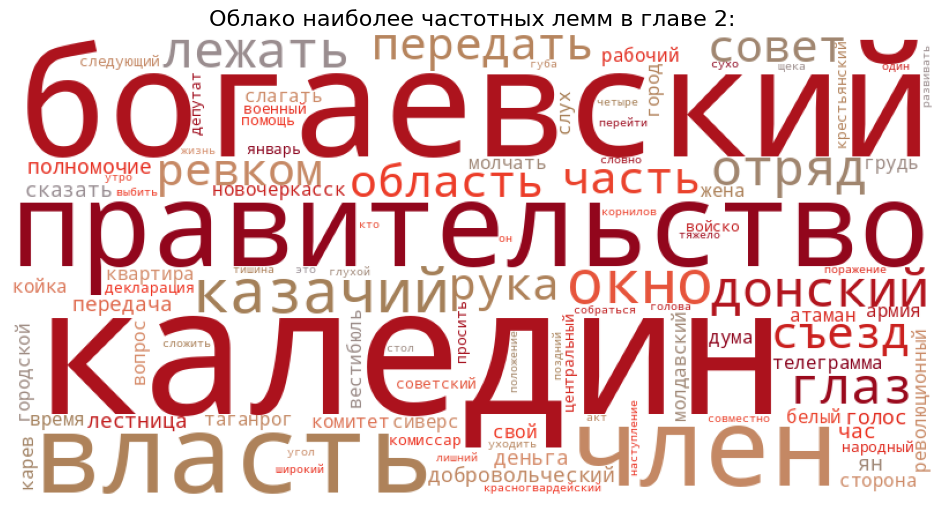 Облако наиболее частотных лемм в главе 2:
следующий лежать передать рабочий совет
губа сухо щека один
богаевский
депутат слагать военный помощь слух четыре город перейти крестьянский развивать
жизнь январь
полномочие ревком молчать словно отряд грудь
утро сказать выбить новочеркасск область часть жена
правительство
кто он корнилов войско тяжело
койка квартира тишина это глухой поражение
декларация передача казачий рука окно донский
собраться голова атаман армия
каледин
городской вопрос сложить вестибюль стол просить положение поздний центральный молдавский дума съезд
советский телеграмма глаз революционный
время лестница таганрог комитет сиверс свой акт наступление совместно белый голос
карев власть комиссар уходить член час народный
угол широкий лишний деньга ян
добровольческий сторона
красногвардейский